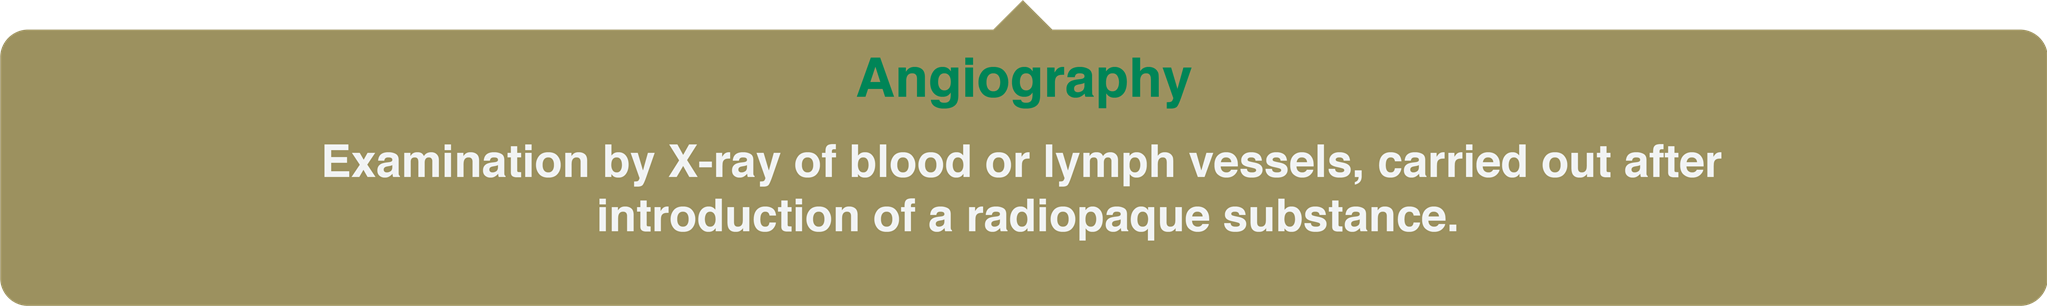 Angiography
Examination by X-ray of blood or lymph vessels, carried out after
introduction of a radiopaque substance.